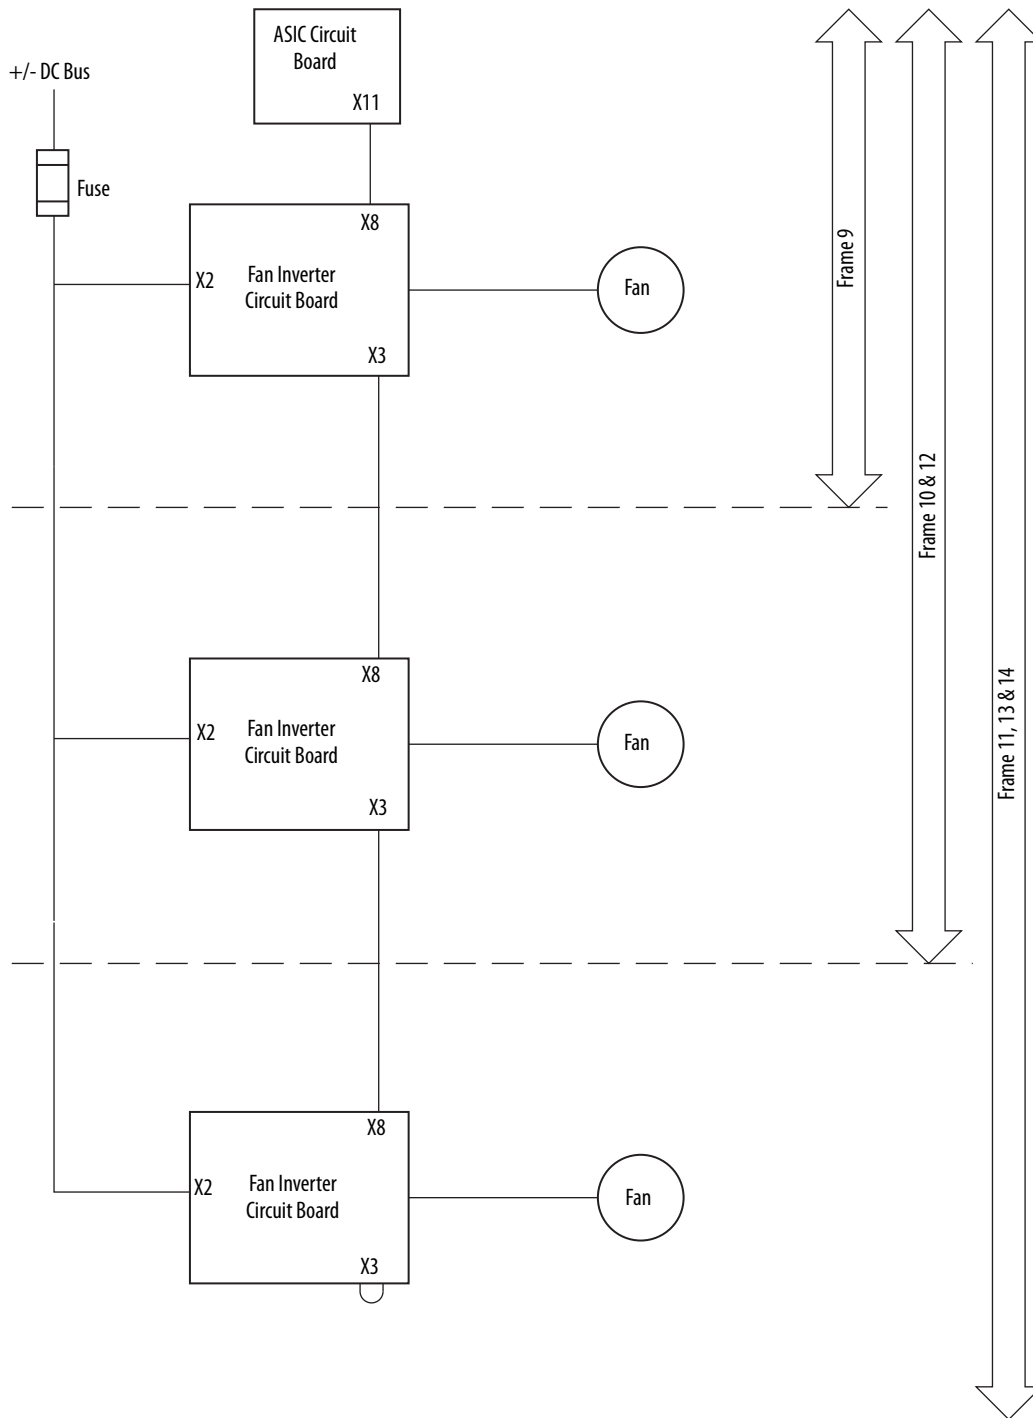 ASIC Circuit
Board
X11
+/- DC Bus
Fuse
X8
X2
Fan Inverter
Circuit Board
X3
Fan
Frame 9
Frame 10 & 12
X8
X2
Fan Inverter
Circuit Board
X3
Fan
Frame 11, 13 & 14
X8
X2
Fan Inverter
Circuit Board
X3
Fan